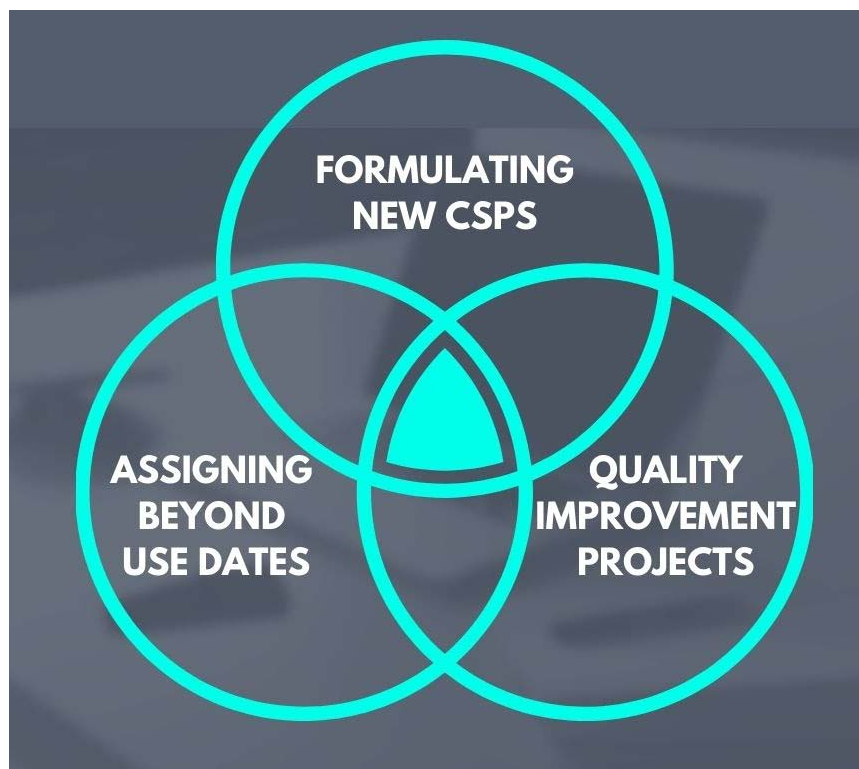 FORMULATING
NEW CSPS
ASSIGNING
BEYOND
USE DATES
QUALITY
IMPROVEMENT
PROJECTS